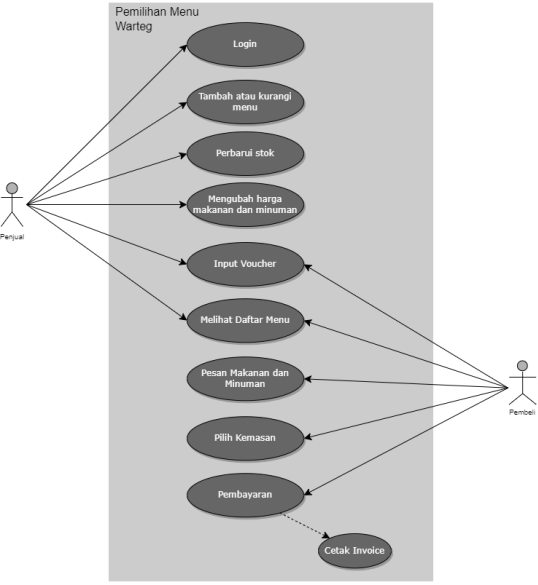 Pemilihan Menu
Warteg
Login
Tambah atau kurangi
menu
Perbarui stok
Mengubah harga
makanan dan minuman
Penjual
Input Voucher
Melihat Daftar Menu
Pesan Makanan dan
Minuman
Pembeli
Pilih Kemasan
Pembayaran
Cetak Invoice